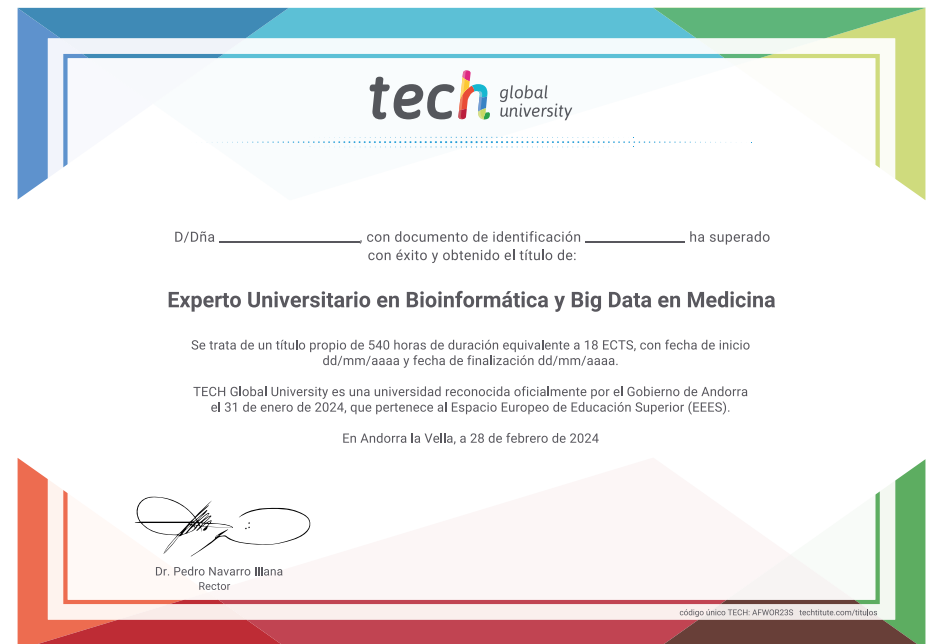 tech global university
D/Dña ______________, con documento de identificación __________ ha superado
con éxito y obtenido el título de:
Experto Universitario en Bioinformática y Big Data en Medicina
Se trata de un título propio de 540 horas de duración equivalente a 18 ECTS, con fecha de inicio
dd/mm/aaaa y fecha de finalización dd/mm/aaaa.
TECH Global University es una universidad reconocida oficialmente por el Gobierno de Andorra
el 31 de enero de 2024, que pertenece al Espacio Europeo de Educación Superior (EEES).
En Andorra la Vella, a 28 de febrero de 2024
Dr. Pedro Navarro Illana
Rector
código único TECH: AFWOR23S techtitute.com/titulos